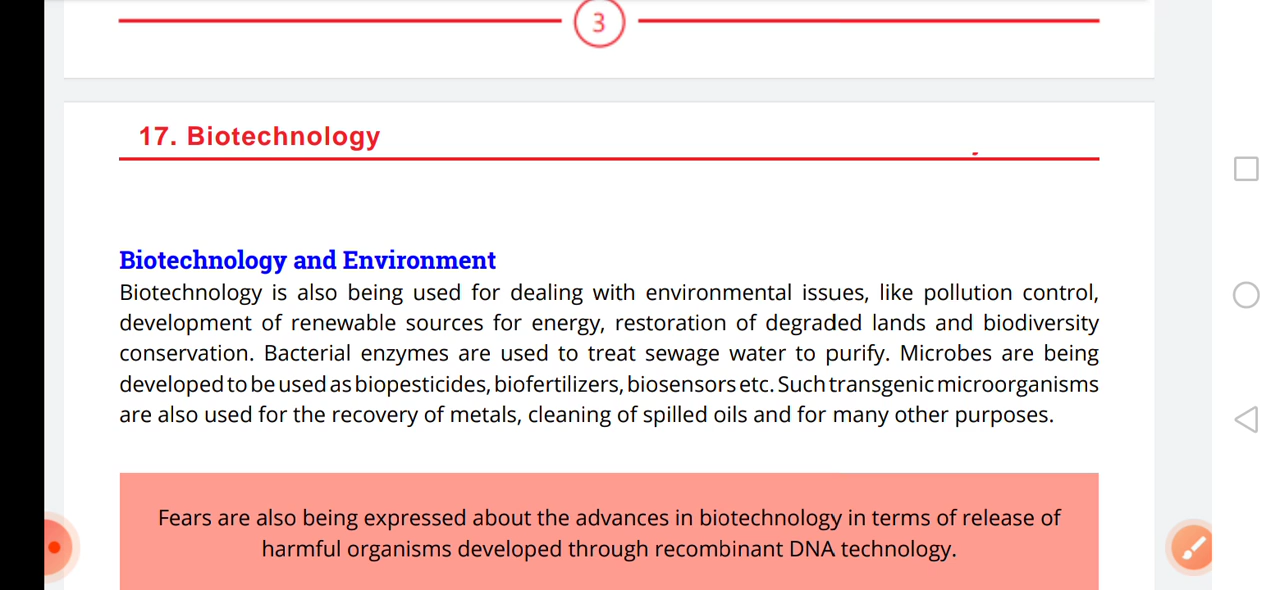 3
17. Biotechnology
Biotechnology and Environment
Biotechnology is also being used for dealing with environmental issues, like pollution control,
development of renewable sources for energy, restoration of degraded lands and biodiversity
conservation. Bacterial enzymes are used to treat sewage water to purify. Microbes are being
developed to be used as biopesticides, biofertilizers, biosensors etc. Such transgenic microorganisms
are also used for the recovery of metals, cleaning of spilled oils and for many other purposes.
Fears are also being expressed about the advances in biotechnology in terms of release of
harmful organisms developed through recombinant DNA technology.